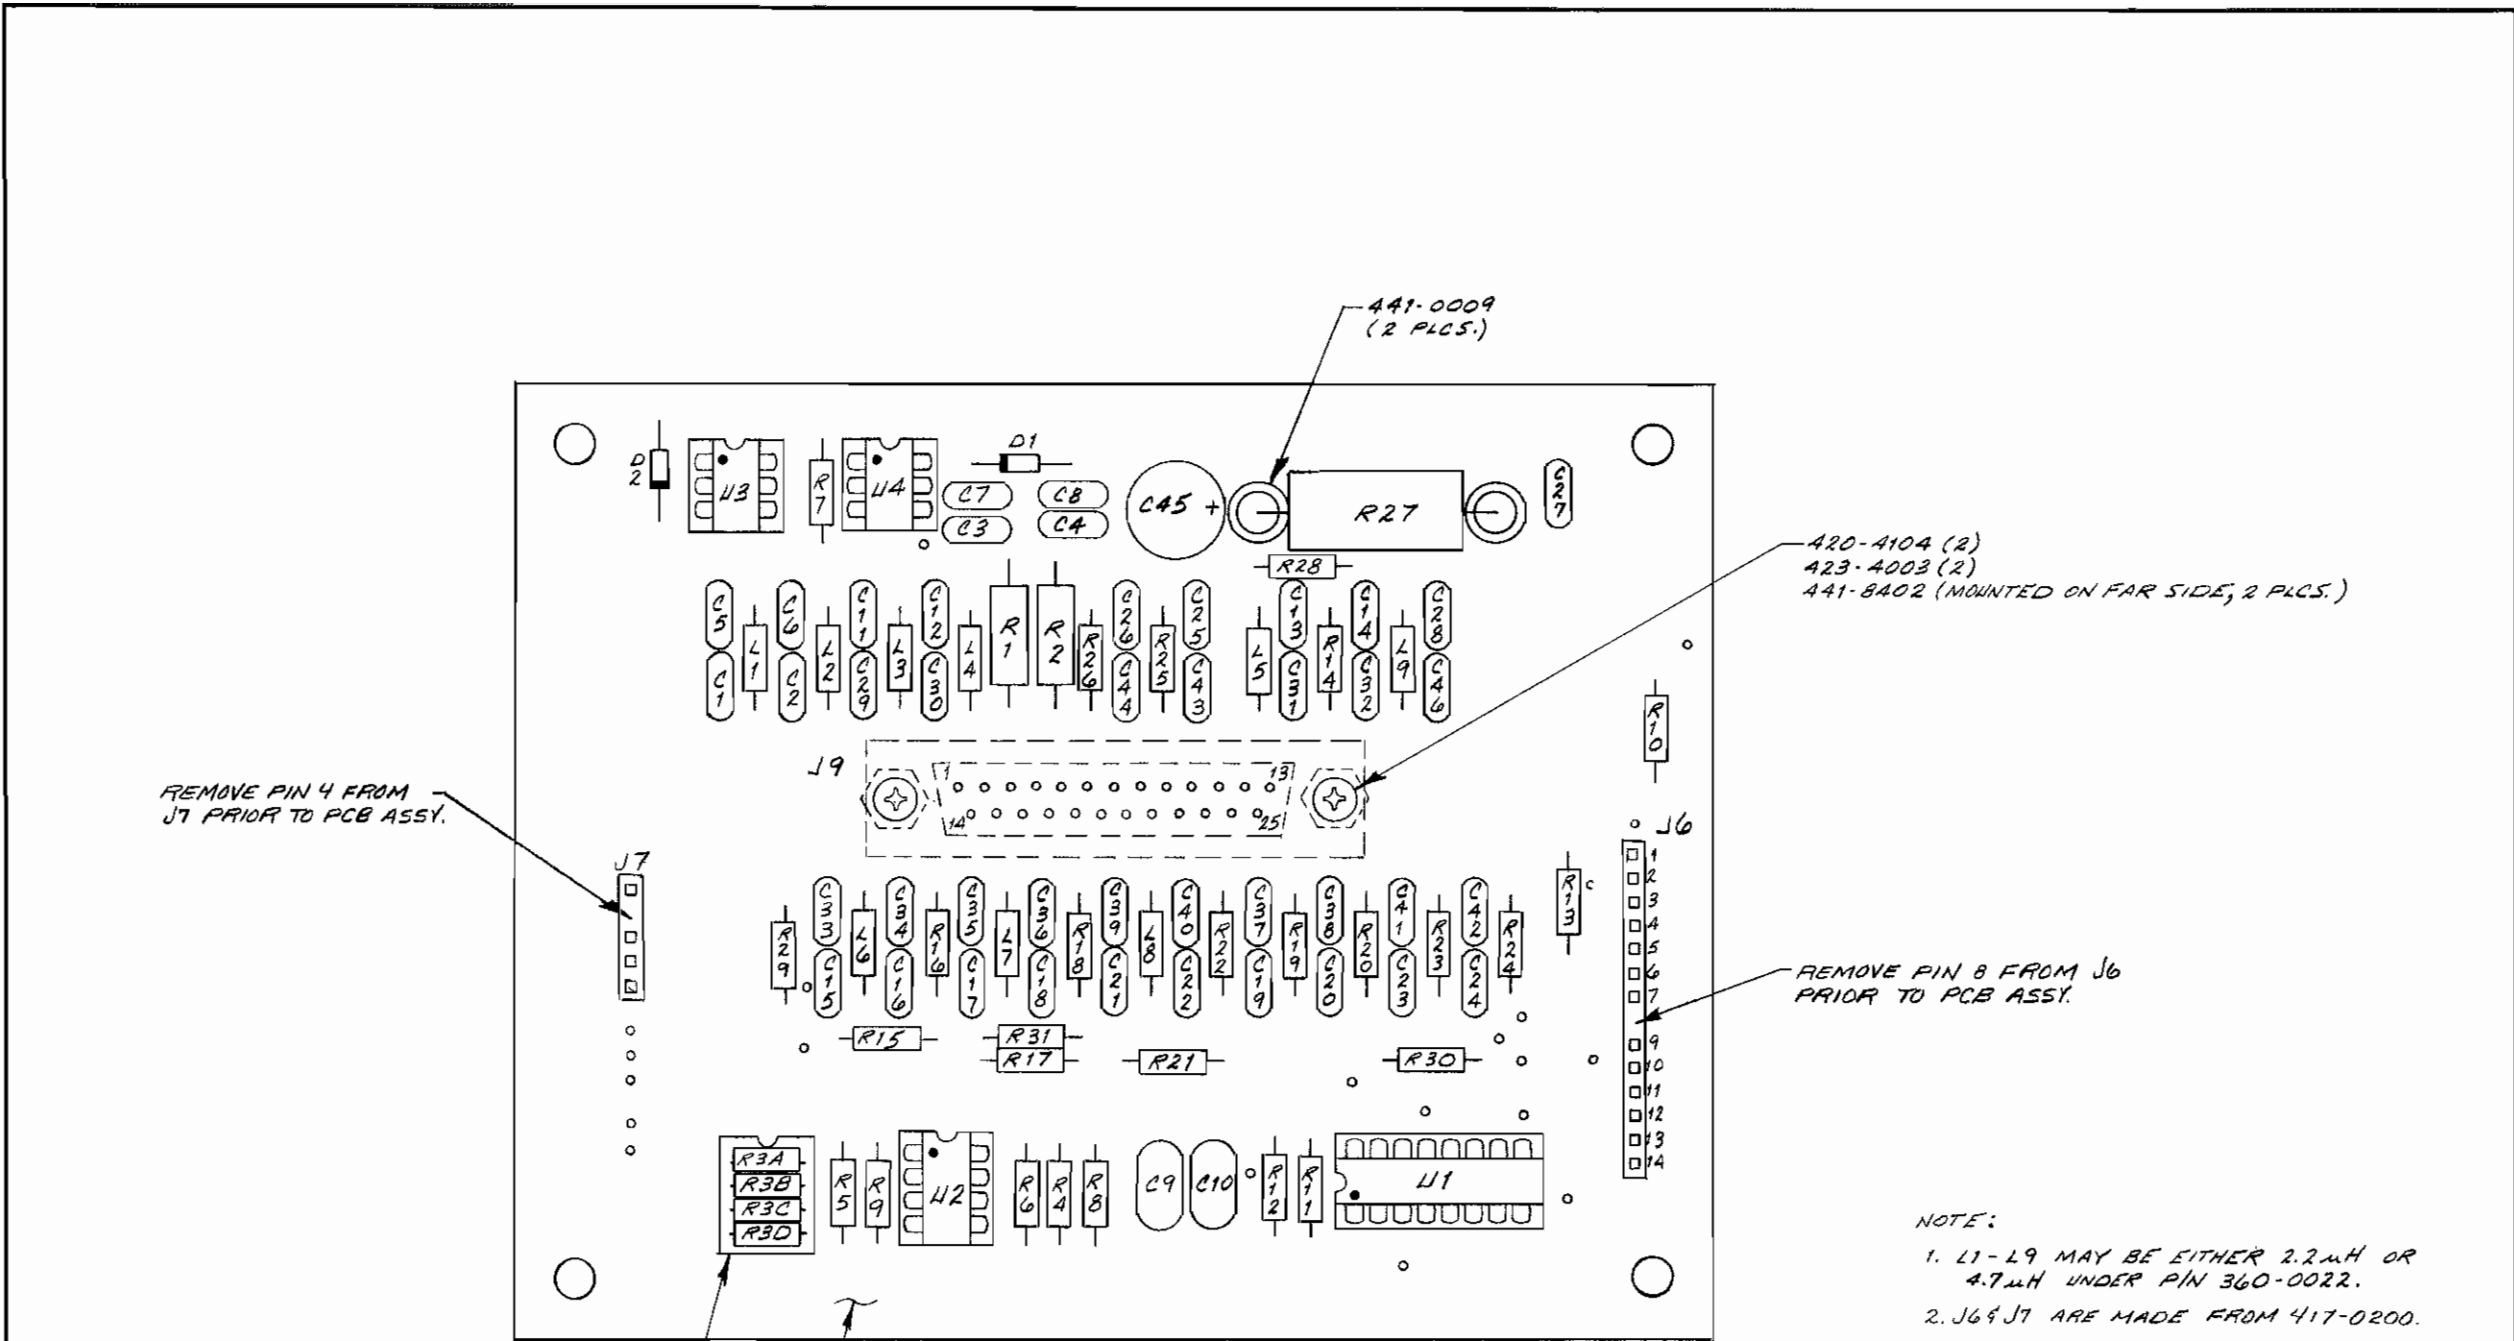 441-0009
(2 PLCS.)
D1
D
2
U3
R7
U4
C7
C8
C3
C4
C45 +
R27
C27
R28
420-4104 (2)
423-4003 (2)
441-8402 (MOUNTED ON FAR SIDE, 2 PLCS.)
C5
C6
C11
C12
C26
C25
C13
C14
C28
L1
L2
L3
L4
R1
R2
R26
R25
L5
R14
L9
C1
C2
C29
C30
C44
C43
C31
C32
C46
R10
J9
1
13
14
25
REMOVE PIN 4 FROM
J7 PRIOR TO PCB ASSY.
J7
J6
1
2
3
4
5
6
7
9
10
11
12
13
14
C33
C34
C35
C36
C39
C40
C37
C38
C41
C42
R13
C
R29
L6
R16
L7
R18
L8
R22
R19
R20
R23
R24
C15
C16
C17
C18
C21
C22
C19
C20
C23
C24
REMOVE PIN 8 FROM J6
PRIOR TO PCB ASSY.
R15
R31
R17
R21
R30
R3A
R3B
R3C
R3D
R5
R9
U2
R6
R4
R8
C9
C10
R12
R11
U1
NOTE:
1. L1-L9 MAY BE EITHER 2.2uH OR
4.7uH UNDER P/N 360-0022.
2. J6 & J7 ARE MADE FROM 417-0200.